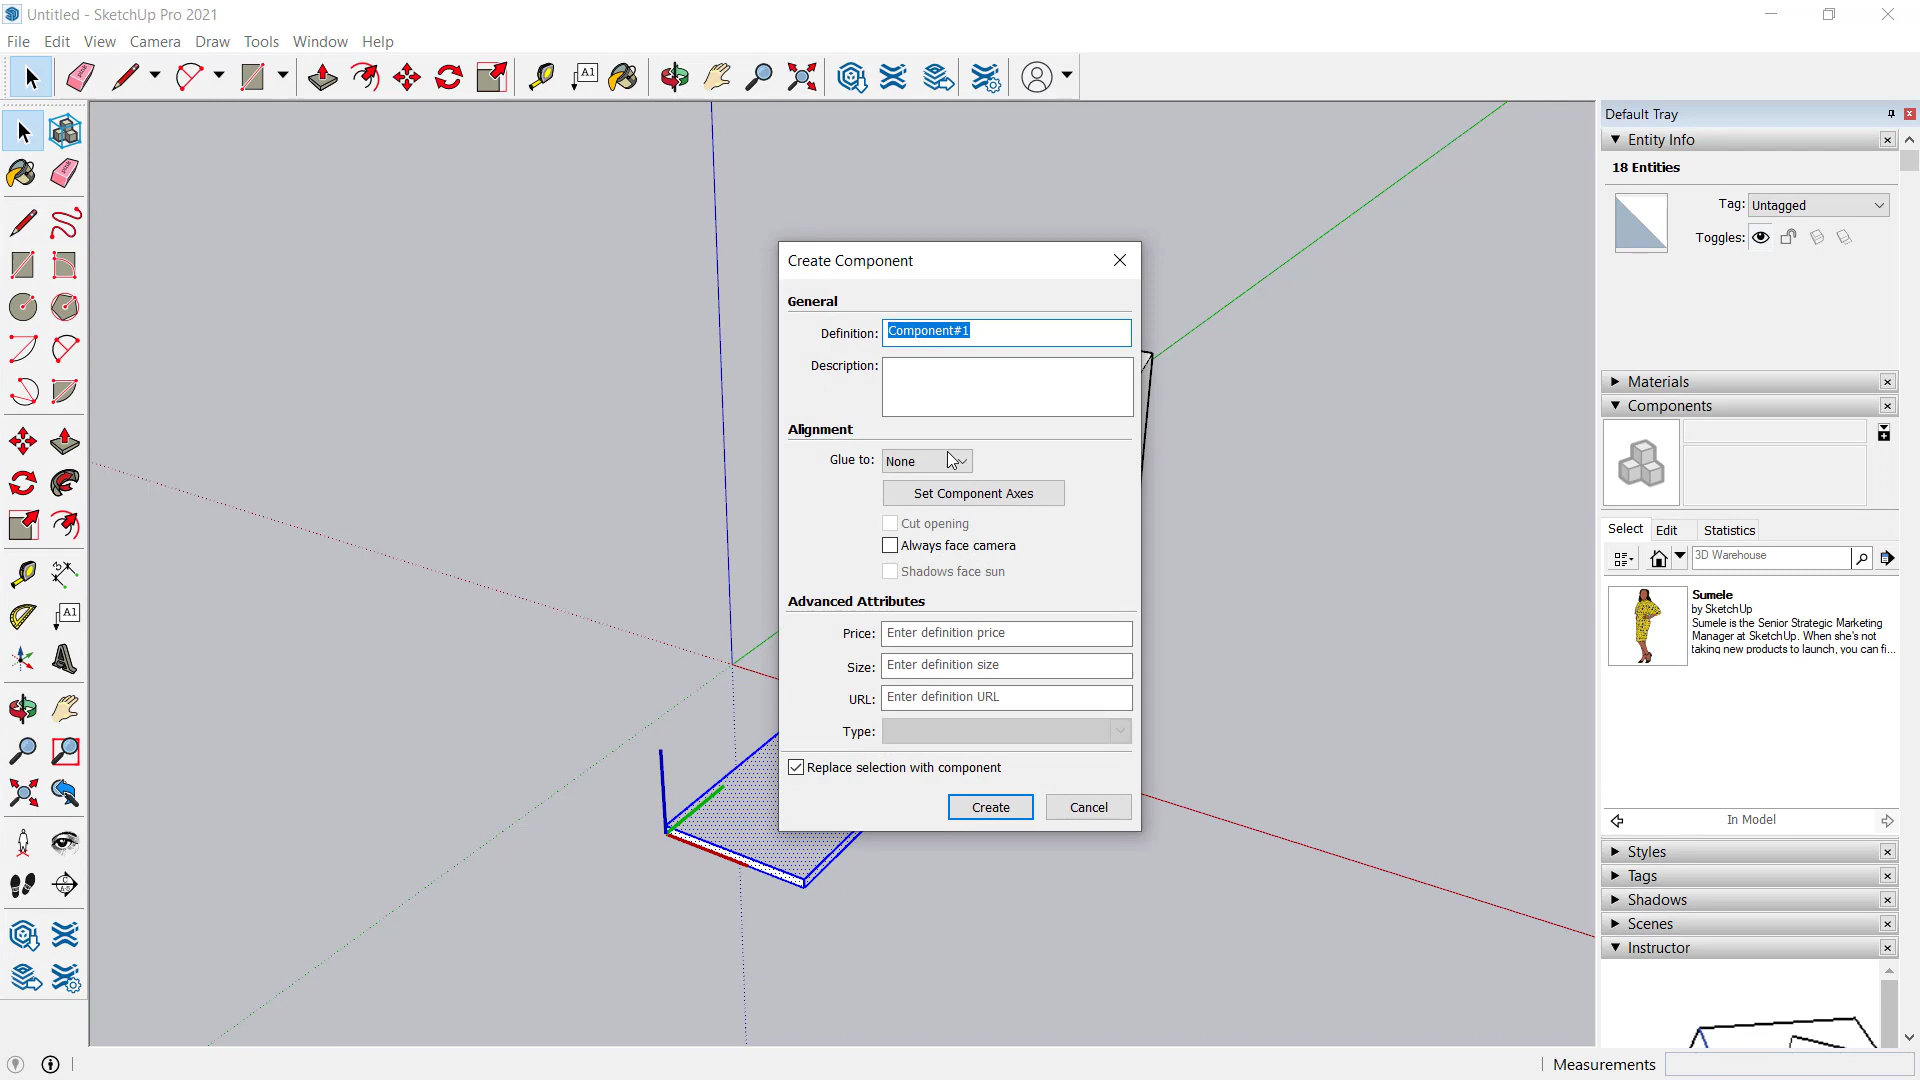 Untitled - SketchUp Pro 2021
File Edit View Camera Draw Tools Window Help
A1
Default Tray
Entity Info
18 Entities
Tag: Untagged
Toggles:
Materials
Components
Select Edit Statistics
3D Warehouse
Sumele
by SketchUp
Sumele is the Senior Strategic Marketing
Manager at SketchUp. When she's not
taking new products to launch, you can fi...
In Model
Styles
Tags
Shadows
Scenes
Instructor
A1
Create Component
General
Definition: Component#1
Description:
Alignment
Glue to: None
Set Component Axes
Cut opening
Always face camera
Shadows face sun
Advanced Attributes
Price: Enter definition price
Size: Enter definition size
URL: Enter definition URL
Type:
Replace selection with component
Create Cancel
Measurements